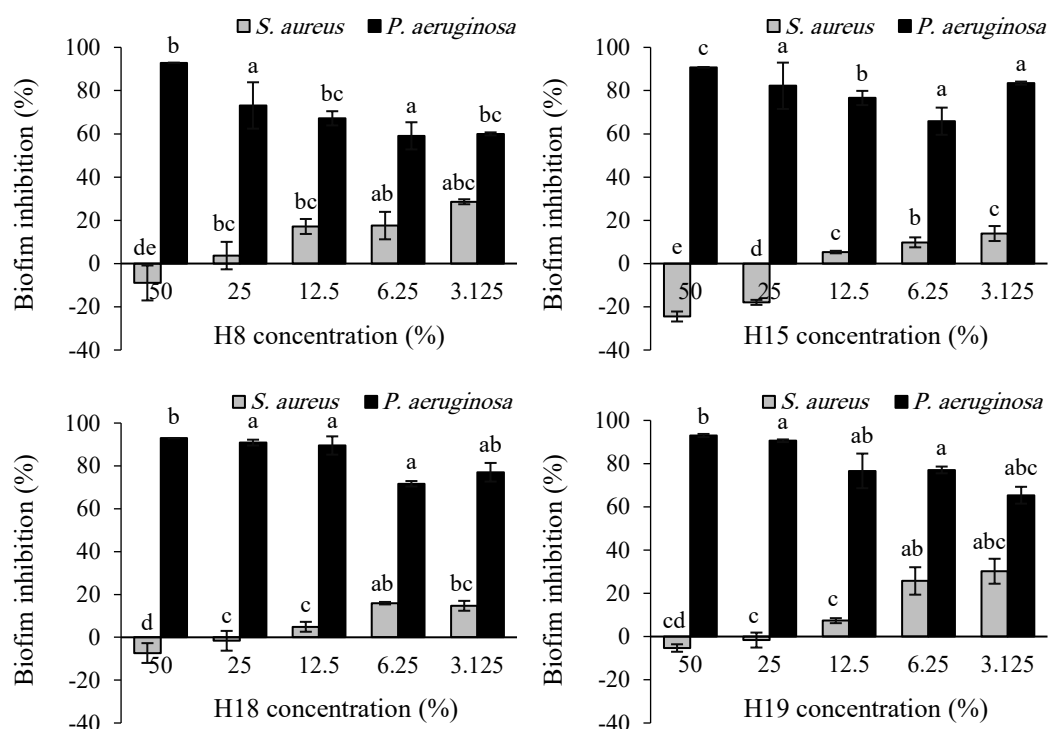 S. aureus P. aeruginosa
Biofim inhibition (%)
100
80
60
40
20
0
-20
-40
de b
bc a
bc bc
ab a
abc bc
50 25 12.5 6.25 3.125
H8 concentration (%)
S. aureus P. aeruginosa
Biofim inhibition (%)
100
80
60
40
20
0
-20
-40
e c
d a
c b
b a
c a
50 25 12.5 6.25 3.125
H15 concentration (%)
S. aureus P. aeruginosa
Biofim inhibition (%)
100
80
60
40
20
0
-20
-40
d b
c a
c a
ab a
bc ab
50 25 12.5 6.25 3.125
H18 concentration (%)
S. aureus P. aeruginosa
Biofim inhibition (%)
100
80
60
40
20
0
-20
-40
cd b
c a
c ab
ab a
abc abc
50 25 12.5 6.25 3.125
H19 concentration (%)